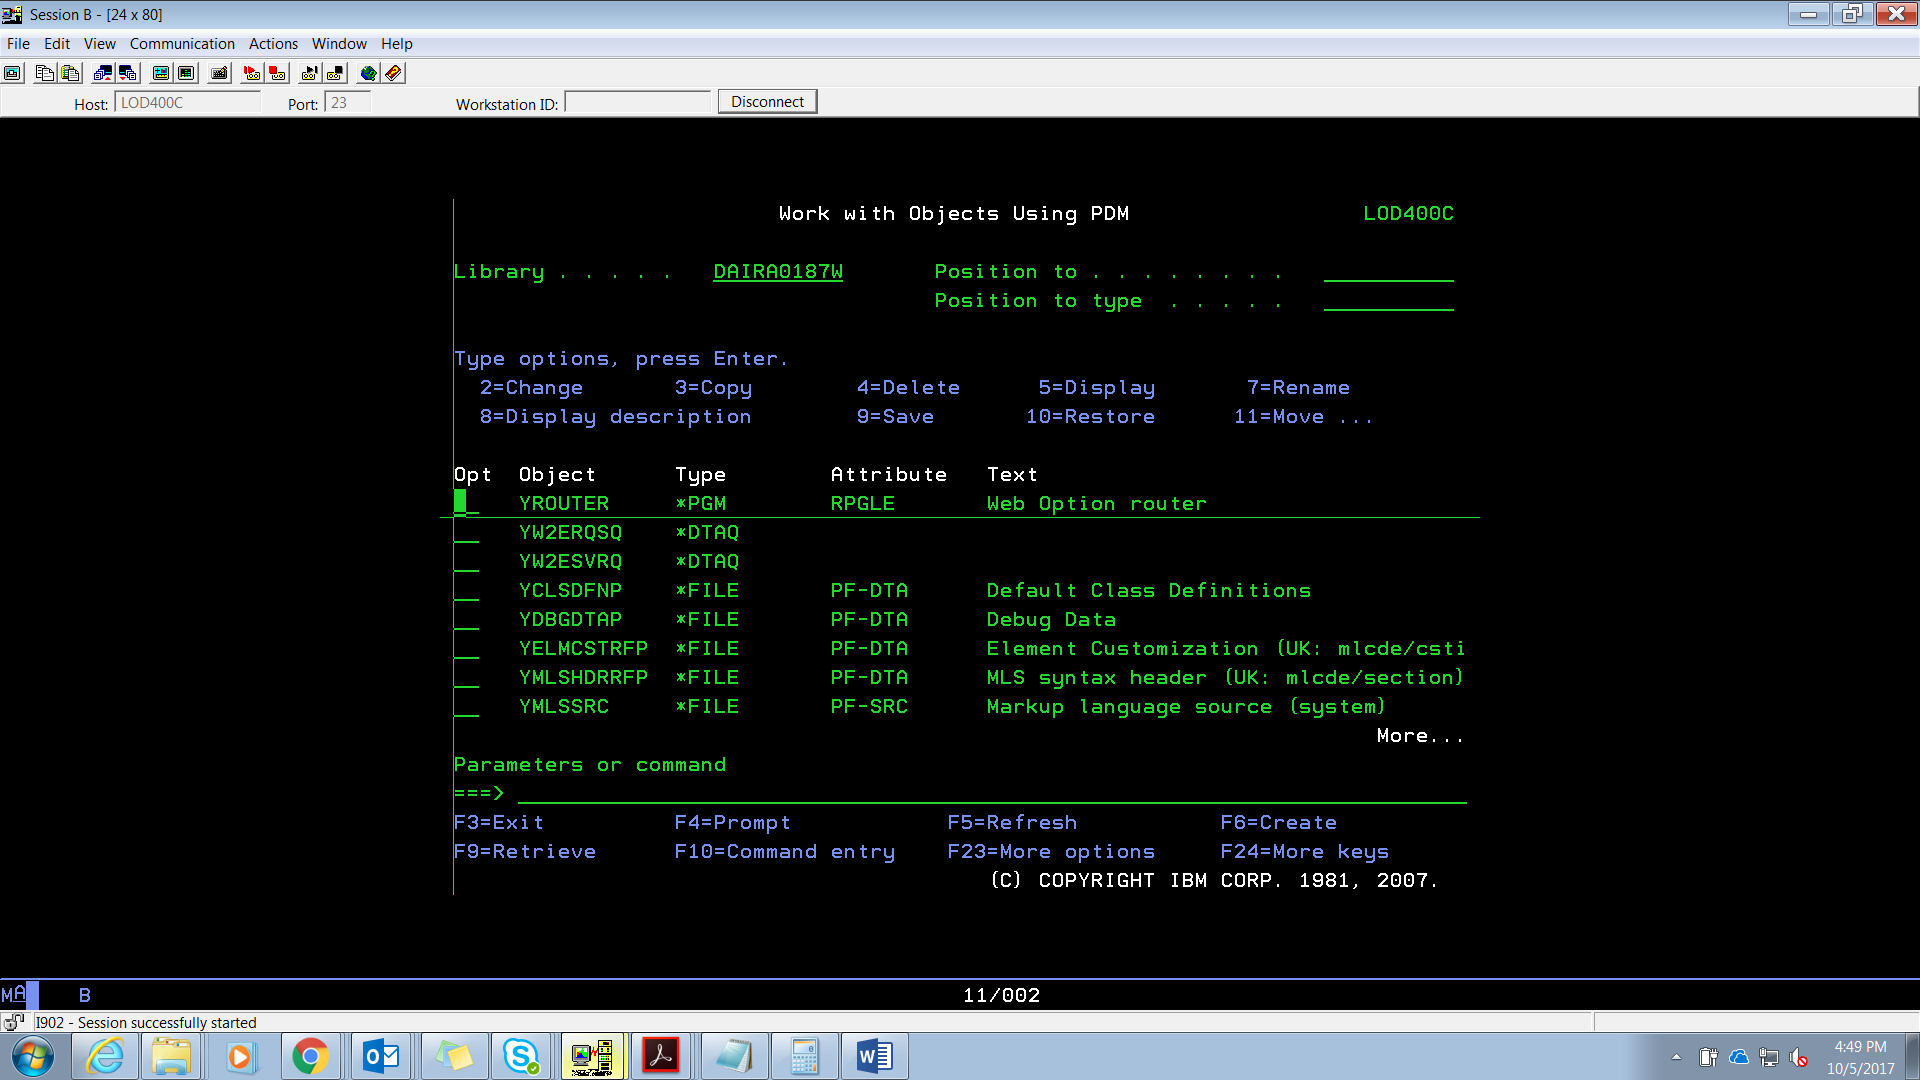 Session B - [24 x 80]
File Edit View Communication Actions Window Help
Host: LOD400C Port: 23 Workstation ID: Disconnect
Work with Objects Using PDM LOD400C
Library . . . . . DAIRA0187W Position to . . . . . . . .
Position to type . . . . .
Type options, press Enter.
2=Change 3=Copy 4=Delete 5=Display 7=Rename
8=Display description 9=Save 10=Restore 11=Move ...
Opt Object Type Attribute Text
YROUTER *PGM RPGLE Web Option router
YW2ERQSQ *DTAQ
YW2ESVRQ *DTAQ
YCLSDFNP *FILE PF-DTA Default Class Definitions
YDBGDTAP *FILE PF-DTA Debug Data
YELMCSTRFP *FILE PF-DTA Element Customization (UK: mlcde/csti
YMLSHDRRFP *FILE PF-DTA MLS syntax header (UK: mlcde/section)
YMLSSRC *FILE PF-SRC Markup language source (system)
More...
Parameters or command
===>
F3=Exit F4=Prompt F5=Refresh F6=Create
F9=Retrieve F10=Command entry F23=More options F24=More keys
(C) COPYRIGHT IBM CORP. 1981, 2007.
MA B 11/002
I902 - Session successfully started
4:49 PM
10/5/2017